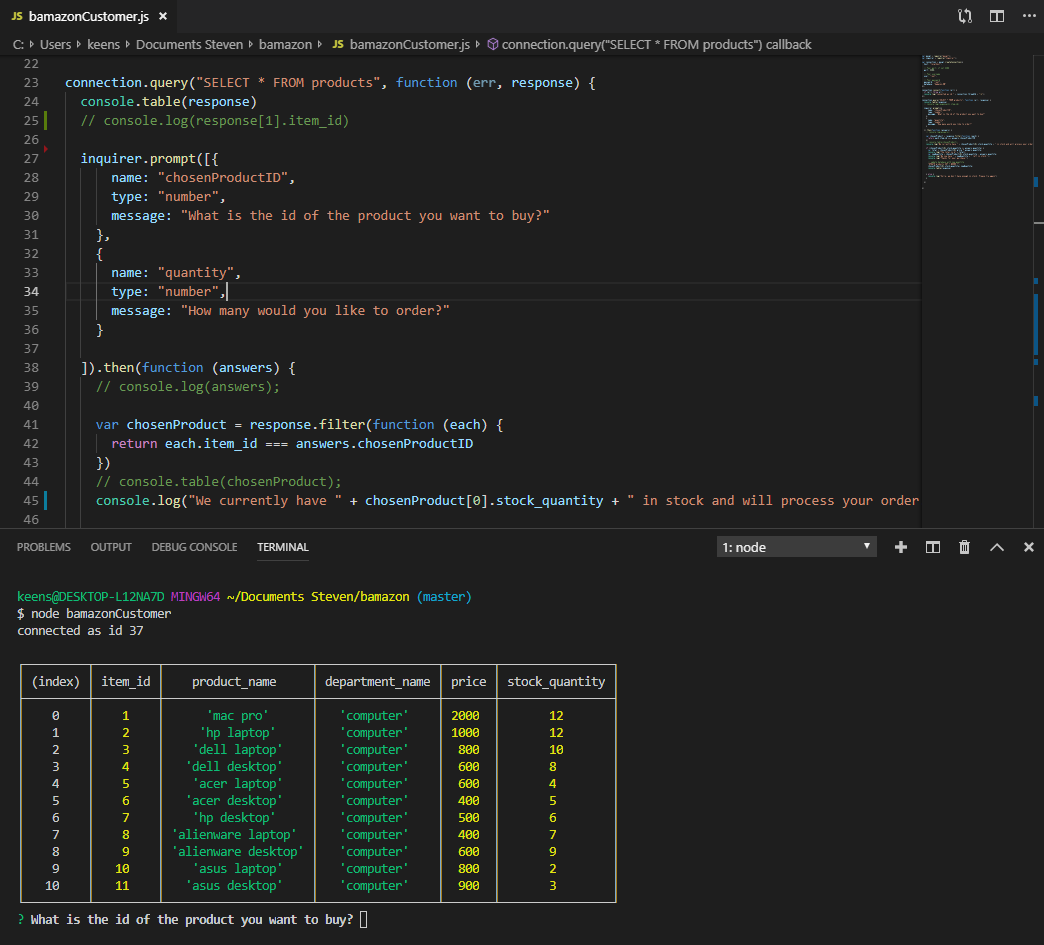 JS bamazonCustomer.js ×
C: › Users › keens › Documents Steven › bamazon › JS bamazonCustomer.js › connection.query("SELECT * FROM products") callback
22
23 connection.query("SELECT * FROM products", function (err, response) {
24 console.table(response)
25 // console.log(response[1].item_id)
26
27 inquirer.prompt([{
28 name: "chosenProductID",
29 type: "number",
30 message: "What is the id of the product you want to buy?"
31 },
32 {
33 name: "quantity",
34 type: "number",
35 message: "How many would you like to order?"
36 }
37
38 ]).then(function (answers) {
39 // console.log(answers);
40
41 var chosenProduct = response.filter(function (each) {
42 return each.item_id === answers.chosenProductID
43 })
44 // console.table(chosenProduct);
45 console.log("We currently have " + chosenProduct[0].stock_quantity + " in stock and will process your order
46
PROBLEMS OUTPUT DEBUG CONSOLE TERMINAL 1: node
keens@DESKTOP-L12NA7D MINGW64 ~/Documents Steven/bamazon (master)
$ node bamazonCustomer
connected as id 37
(index) item_id product_name department_name price stock_quantity
0 1 'mac pro' 'computer' 2000 12
1 2 'hp laptop' 'computer' 1000 12
2 3 'dell laptop' 'computer' 800 10
3 4 'dell desktop' 'computer' 600 8
4 5 'acer laptop' 'computer' 600 4
5 6 'acer desktop' 'computer' 400 5
6 7 'hp desktop' 'computer' 500 6
7 8 'alienware laptop' 'computer' 400 7
8 9 'alienware desktop' 'computer' 600 9
9 10 'asus laptop' 'computer' 800 2
10 11 'asus desktop' 'computer' 900 3
? What is the id of the product you want to buy?